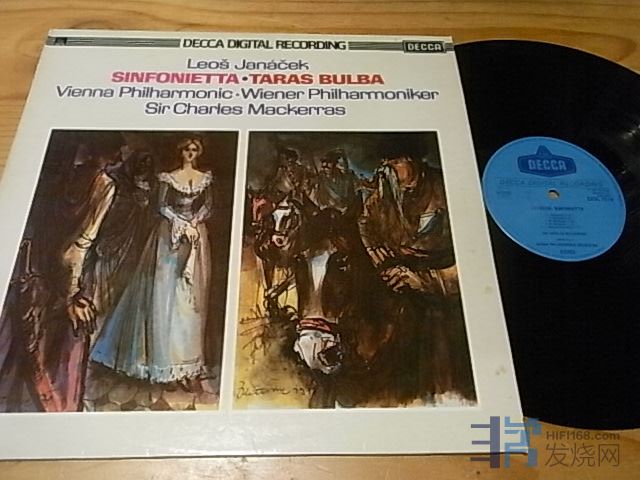 DECCA DIGITAL RECORDING
DECCA
Leoš Janáček
SINFONIETTA · TARAS BULBA
Vienna Philharmonic · Wiener Philharmoniker
Sir Charles Mackerras
DECCA
DECCA DIGITAL RECORDING
HIFI168.com
发烧网